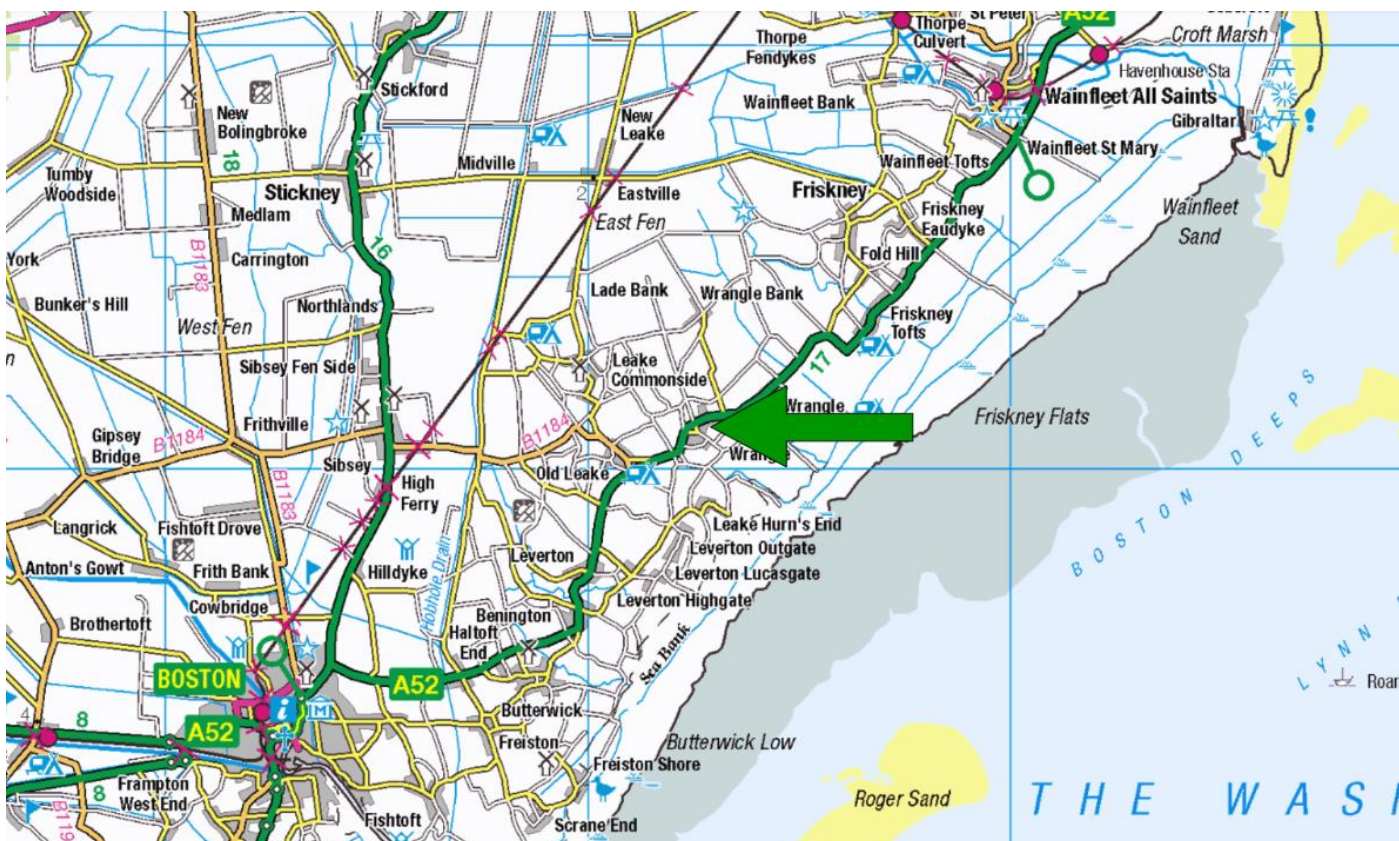 A52
St Peter
Thorpe
Culvert
Croft Marsh
Thorpe
Fendykes
Havenhouse Sta
Stickford
Wainfleet Bank
Wainfleet All Saints
New
Bolingbroke
New
Leake
Gibraltar
18
Midville
Wainfleet Tofts
Wainfleet St Mary
Tumby
Woodside
Stickney
2
Eastville
Friskney
Medlam
East Fen
Friskney
Eaudyke
Wainfleet
Sand
16
York
B1183
Carrington
Fold Hill
Bunker's Hill
Northlands
Lade Bank
Wrangle Bank
West Fen
Friskney
Tofts
n
Sibsey Fen Side
Leake
Commonside
17
Wrangle
Frithville
Friskney Flats
Gipsey
Bridge
B1184
B1184
Sibsey
Wrangle
Old Leake
High
Ferry
B1183
BOSTON DEEPS
Langrick
Fishtoft Drove
Leake Hurn's End
Leverton
Leverton Outgate
Anton's Gowt
Frith Bank
Hilldyke
Leverton Lucasgate
Hobhole Drain
Cowbridge
Leverton Highgate
Brothertoft
Benington
Haltoft
End
Sea Bank
BOSTON
A52
LYNN
Roar
M
i
8
A52
Butterwick
4
Freiston
Butterwick Low
Freiston Shore
Frampton
West End
8
Roger Sand
THE WAS
B119
Fishtoft
Scrane End